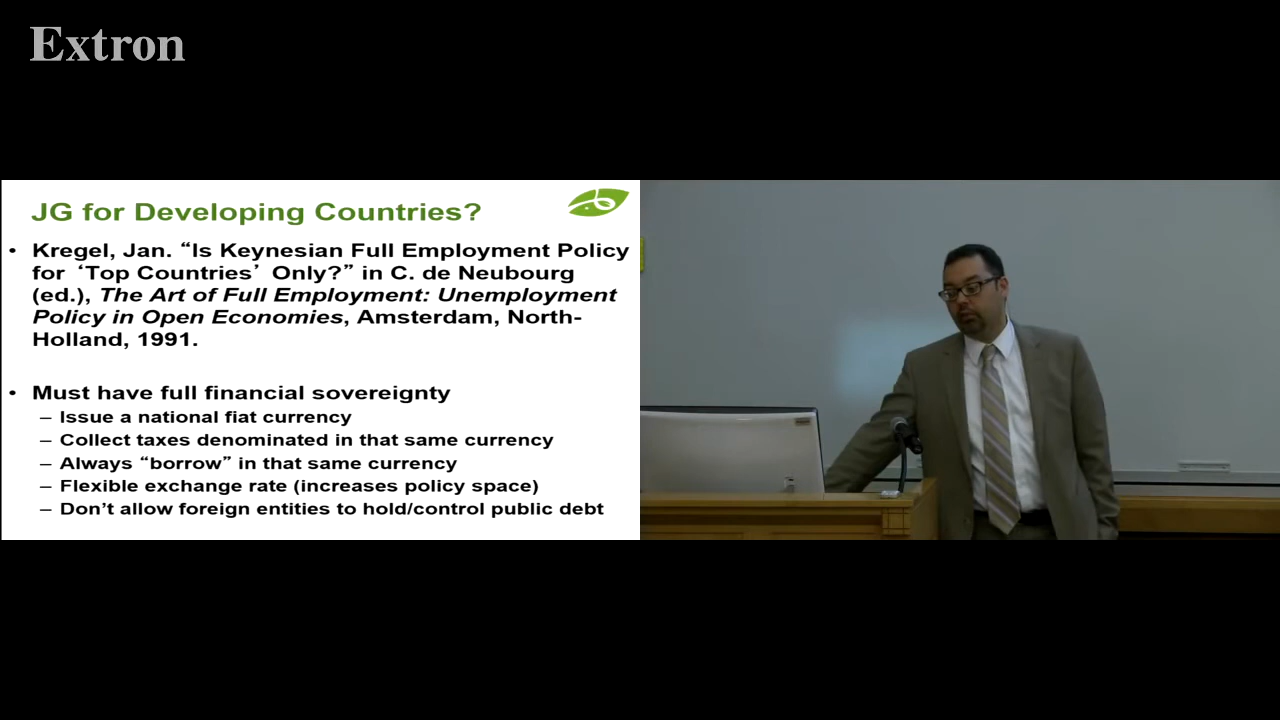 Extron
JG for Developing Countries?
• Kregel, Jan. “Is Keynesian Full Employment Policy
for ‘Top Countries’ Only?” in C. de Neubourg
(ed.), The Art of Full Employment: Unemployment
Policy in Open Economies, Amsterdam, North-
Holland, 1991.
• Must have full financial sovereignty
– Issue a national fiat currency
– Collect taxes denominated in that same currency
– Always “borrow” in that same currency
– Flexible exchange rate (increases policy space)
– Don’t allow foreign entities to hold/control public debt